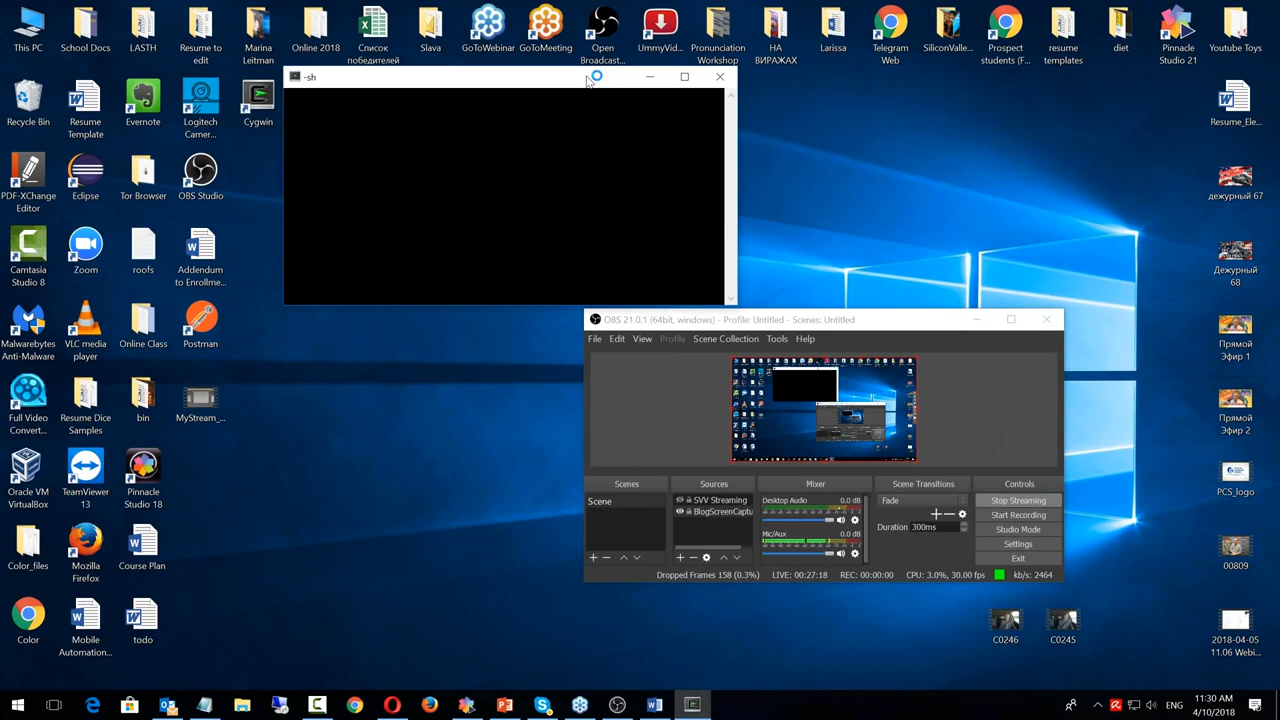 This PC
School Docs
LASTH
Resume to
edit
Marina
Leitman
Online 2018
Список
победителей
Slava
GoToWebinar
GoToMeeting
Open
Broadcast...
UmmyVid...
Pronunciation
Workshop
НА
ВИРАЖАХ
Larissa
Telegram
Web
SiliconValle...
Prospect
students (F...
resume
templates
diet
Pinnacle
Studio 21
Youtube Toys
-sh
Recycle Bin
Resume
Template
Evernote
Logitech
Camer...
Cygwin
Resume_Ele...
PDF-XChange
Editor
Eclipse
Tor Browser
OBS Studio
дежурный 67
Camtasia
Studio 8
Zoom
roofs
Addendum
to Enrollme...
Дежурный
68
Malwarebytes
Anti-Malware
VLC media
player
Online Class
Postman
Прямой
Эфир 1
Full Video
Convert...
Resume Dice
Samples
bin
MyStream_...
Прямой
Эфир 2
Oracle VM
VirtualBox
TeamViewer
13
Pinnacle
Studio 18
PCS_logo
Color_files
Mozilla
Firefox
Course Plan
00809
Color
Mobile
Automation...
todo
C0246
C0245
2018-04-05
11.06 Webi...
OBS 21.0.1 (64bit, windows) - Profile: Untitled - Scenes: Untitled
File Edit View Profile Scene Collection Tools Help
Scenes Sources Mixer Scene Transitions Controls
Scene
SVV Streaming
BlogScreenCaptu
Desktop Audio 0.0 dB
Mic/Aux 0.0 dB
Fade
Duration 300ms
Stop Streaming
Start Recording
Studio Mode
Settings
Exit
Dropped Frames 158 (0.3%) LIVE: 00:27:18 REC: 00:00:00 CPU: 3.0%, 30.00 fps kb/s: 2464
ENG
11:30 AM
4/10/2018